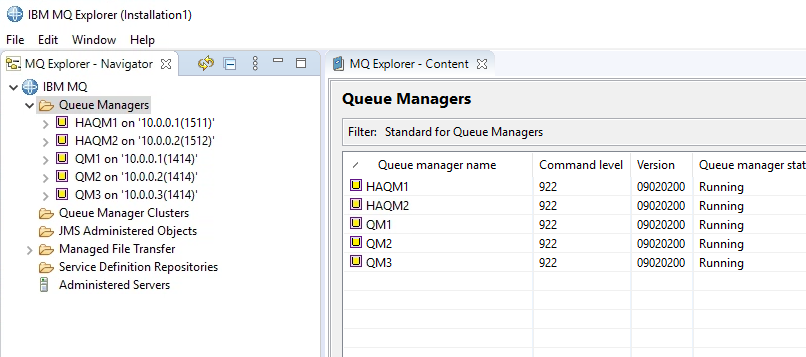 IBM MQ Explorer (Installation1)
File Edit Window Help
MQ Explorer - Navigator
IBM MQ
Queue Managers
HAQM1 on '10.0.0.1(1511)'
HAQM2 on '10.0.0.2(1512)'
QM1 on '10.0.0.1(1414)'
QM2 on '10.0.0.2(1414)'
QM3 on '10.0.0.3(1414)'
Queue Manager Clusters
JMS Administered Objects
Managed File Transfer
Service Definition Repositories
Administered Servers
MQ Explorer - Content
Queue Managers
Filter: Standard for Queue Managers
Queue manager name Command level Version Queue manager stat
HAQM1 922 09020200 Running
HAQM2 922 09020200 Running
QM1 922 09020200 Running
QM2 922 09020200 Running
QM3 922 09020200 Running